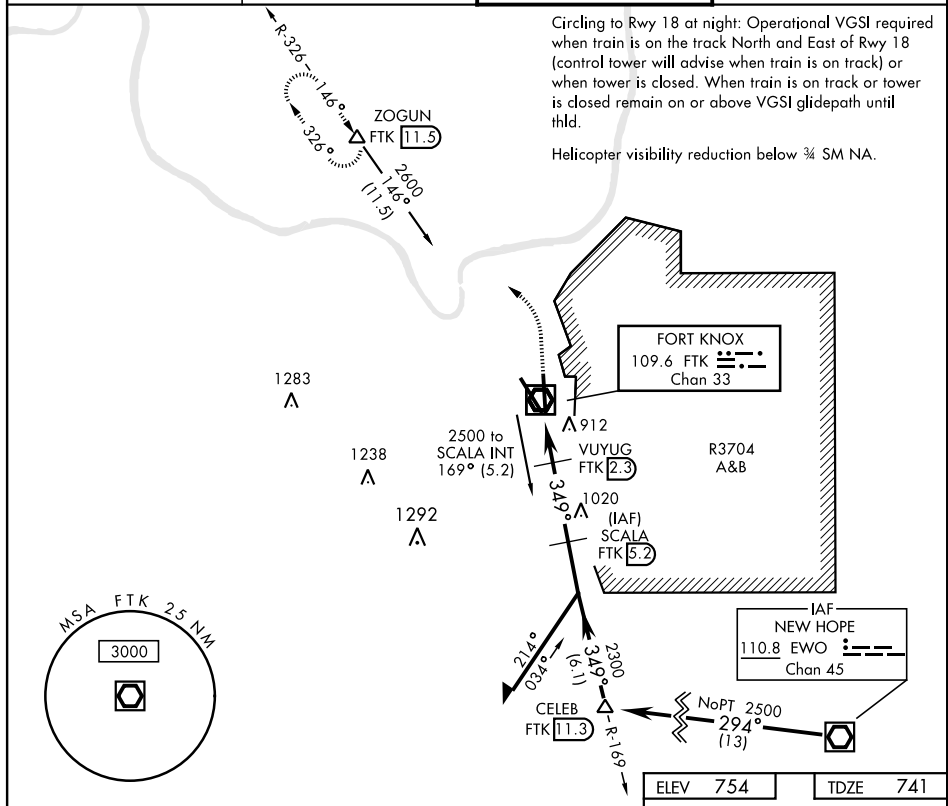 Circling to Rwy 18 at night: Operational VGSI required
when train is on the track North and East of Rwy 18
(control tower will advise when train is on track) or
when tower is closed. When train is on track or tower
is closed remain on or above VGSI glidepath until
thld.
Helicopter visibility reduction below ¾ SM NA.
R-326
146°
326°
ZOGUN
FTK 11.5
2600
146°
(11.5)
FORT KNOX
109.6 FTK
Chan 33
1283
912
2500 to
SCALA INT
169° (5.2)
VUYUG
FTK 2.3
R3704
A&B
1238
349°
1020
1292
(IAF)
SCALA
FTK 5.2
MSA FTK 25 NM
3000
214°
034°
2300
349°
(6.1)
IAF
NEW HOPE
110.8 EWO
Chan 45
CELEB
FTK 11.3
R-169
NoPT 2500
294°
(13)
ELEV 754
TDZE 741